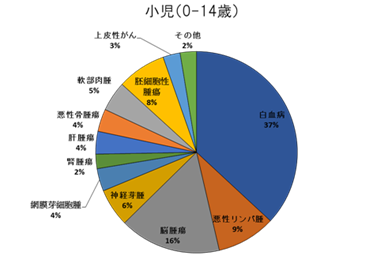 小児(0-14歳)
白血病
37%
悪性リンパ腫
9%
脳腫瘍
16%
神経芽腫
6%
網膜芽細胞腫
4%
腎腫瘍
2%
肝腫瘍
4%
悪性骨腫瘍
4%
軟部肉腫
5%
胚細胞性
腫瘍
8%
上皮性がん
3%
その他
2%